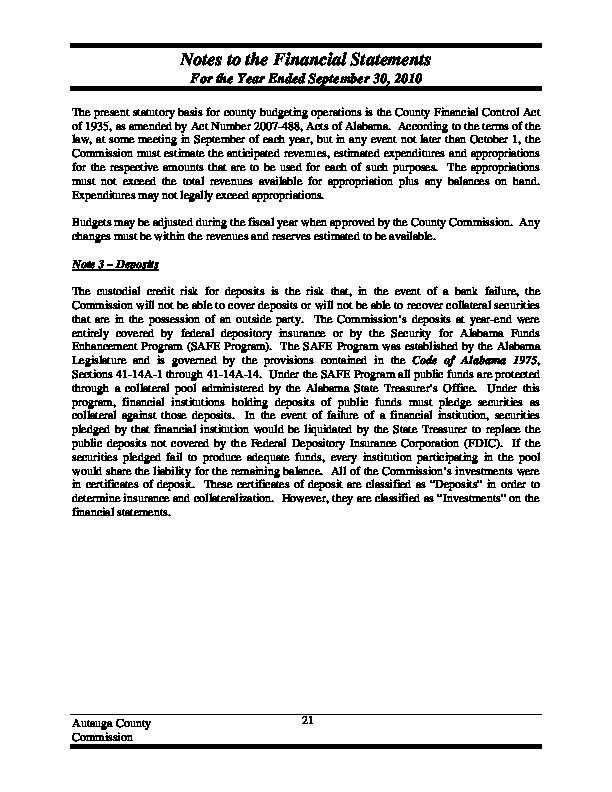 Notes to the Financial Statements
For the Year Ended September 30, 2010
The present statutory basis for county budgeting operations is the County Financial Control Act
of 1935, as amended by Act Number 2007-488, Acts of Alabama.  According to the terms of the
law, at some meeting in September of each year, but in any event not later than October 1, the
Commission must estimate the anticipated revenues, estimated expenditures and appropriations
for the respective amounts that are to be used for each of such purposes.  The appropriations
must not exceed the total revenues available for appropriation plus any balances on hand.
Expenditures may not legally exceed appropriations.
Budgets may be adjusted during the fiscal year when approved by the County Commission.  Any
changes must be within the revenues and reserves estimated to be available.
Note 3 – Deposits
The custodial credit risk for deposits is the risk that, in the event of a bank failure, the
Commission will not be able to cover deposits or will not be able to recover collateral securities
that are in the possession of an outside party.  The Commission's deposits at year-end were
entirely covered by federal depository insurance or by the Security for Alabama Funds
Enhancement Program (SAFE Program).  The SAFE Program was established by the Alabama
Legislature and is governed by the provisions contained in the Code of Alabama 1975,
Sections 41-14A-1 through 41-14A-14.  Under the SAFE Program all public funds are protected
through a collateral pool administered by the Alabama State Treasurer's Office.  Under this
program, financial institutions holding deposits of public funds must pledge securities as
collateral against those deposits.  In the event of failure of a financial institution, securities
pledged by that financial institution would be liquidated by the State Treasurer to replace the
public deposits not covered by the Federal Depository Insurance Corporation (FDIC).  If the
securities pledged fail to produce adequate funds, every institution participating in the pool
would share the liability for the remaining balance.  All of the Commission's investments were
in certificates of deposit.  These certificates of deposit are classified as "Deposits" in order to
determine insurance and collateralization.  However, they are classified as "Investments" on the
financial statements.
Autauga County
Commission
21